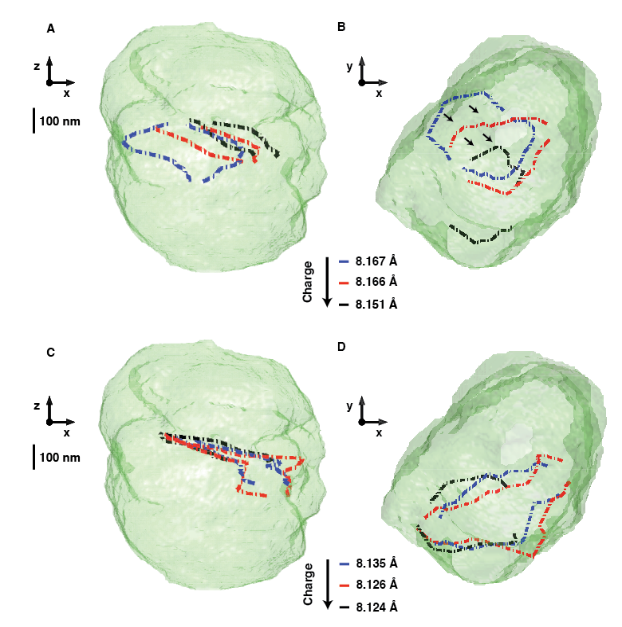 A
B
z
x
y
x
100 nm
Charge
8.167 Å
8.166 Å
8.151 Å
C
D
z
x
y
x
100 nm
Charge
8.135 Å
8.126 Å
8.124 Å